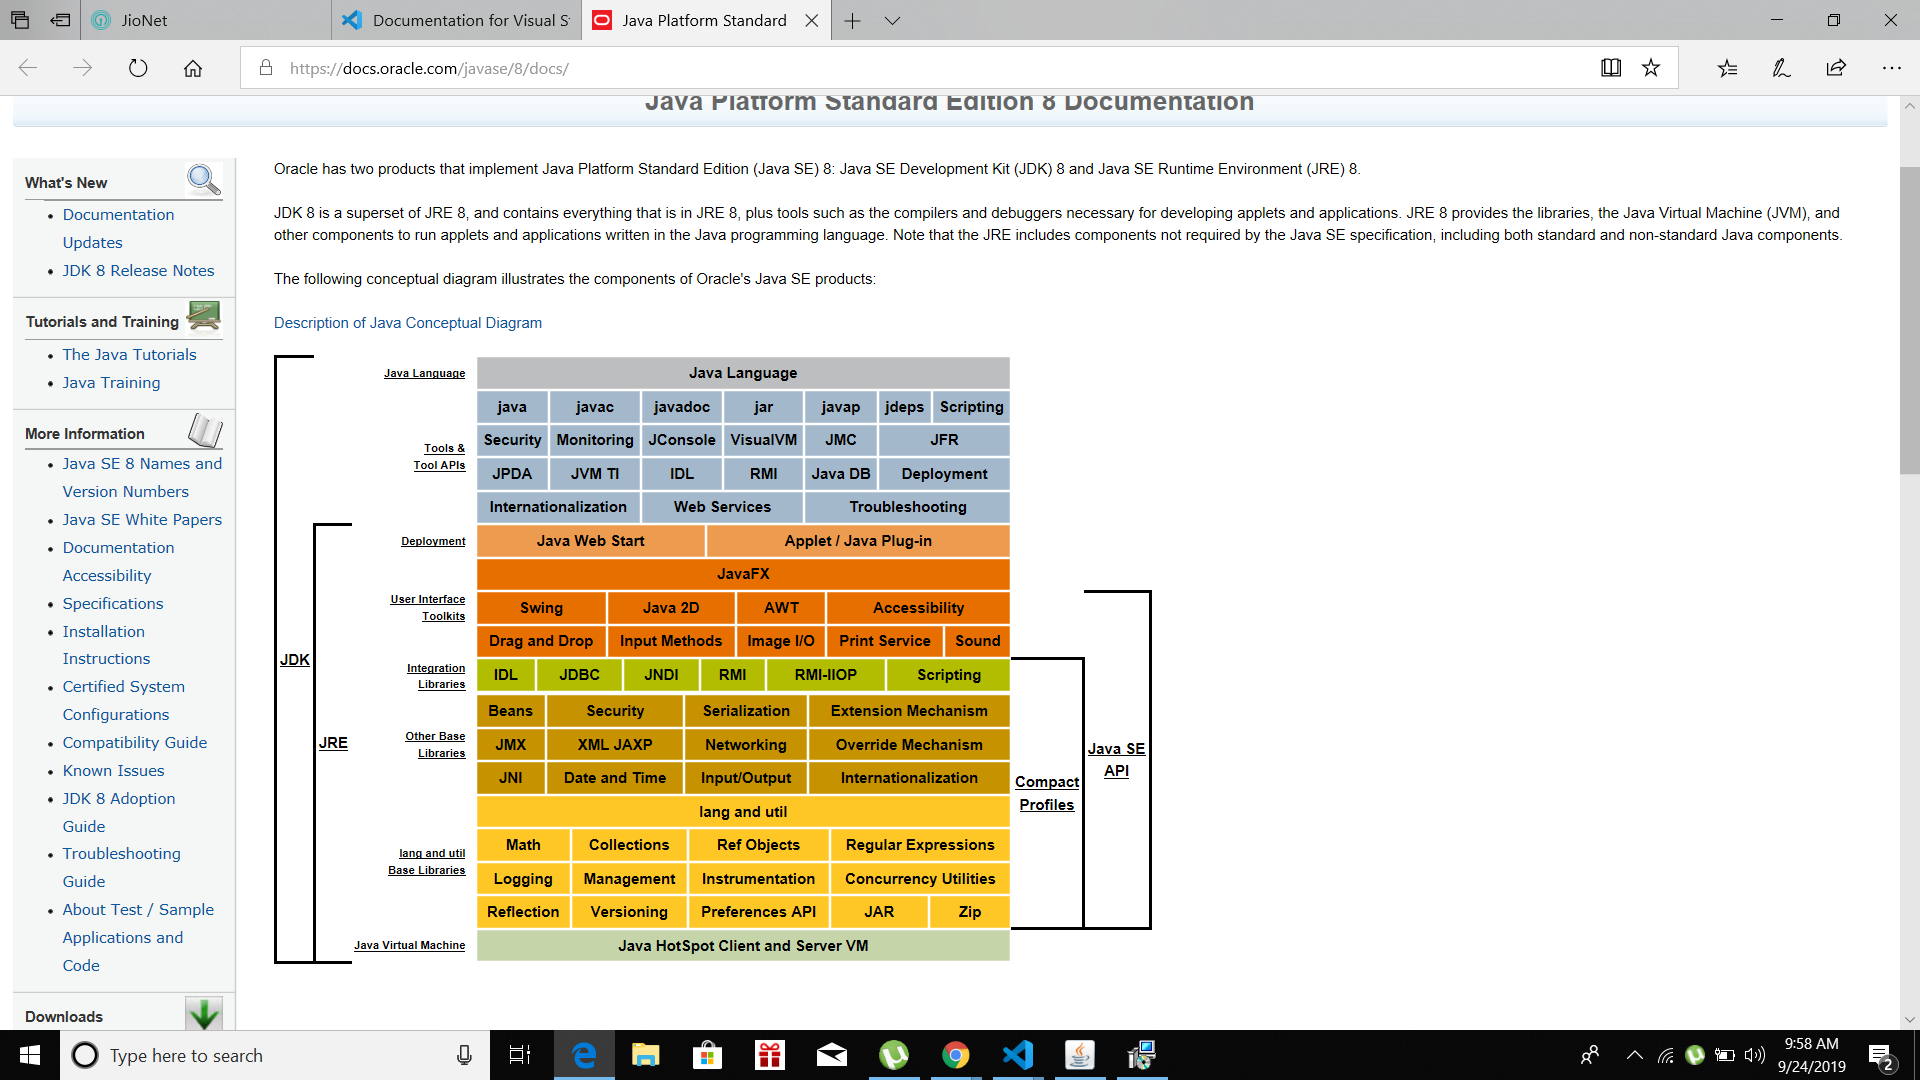 JioNet
Documentation for Visual S
Java Platform Standard
https://docs.oracle.com/javase/8/docs/
Java Platform Standard Edition 8 Documentation
What's New
Documentation
Updates
JDK 8 Release Notes
Tutorials and Training
The Java Tutorials
Java Training
More Information
Java SE 8 Names and
Version Numbers
Java SE White Papers
Documentation
Accessibility
Specifications
Installation
Instructions
Certified System
Configurations
Compatibility Guide
Known Issues
JDK 8 Adoption
Guide
Troubleshooting
Guide
About Test / Sample
Applications and
Code
Downloads
Oracle has two products that implement Java Platform Standard Edition (Java SE) 8: Java SE Development Kit (JDK) 8 and Java SE Runtime Environment (JRE) 8.
JDK 8 is a superset of JRE 8, and contains everything that is in JRE 8, plus tools such as the compilers and debuggers necessary for developing applets and applications. JRE 8 provides the libraries, the Java Virtual Machine (JVM), and
other components to run applets and applications written in the Java programming language. Note that the JRE includes components not required by the Java SE specification, including both standard and non-standard Java components.
The following conceptual diagram illustrates the components of Oracle's Java SE products:
Description of Java Conceptual Diagram
JDK
JRE
Java Language
Java Language
Tools &
Tool APIs
java javac javadoc jar javap jdeps Scripting
Security Monitoring JConsole VisualVM JMC JFR
JPDA JVM TI IDL RMI Java DB Deployment
Internationalization Web Services Troubleshooting
Deployment
Java Web Start Applet / Java Plug-in
JavaFX
User Interface
Toolkits
Swing Java 2D AWT Accessibility
Drag and Drop Input Methods Image I/O Print Service Sound
Integration
Libraries
IDL JDBC JNDI RMI RMI-IIOP Scripting
Other Base
Libraries
Beans Security Serialization Extension Mechanism
JMX XML JAXP Networking Override Mechanism
JNI Date and Time Input/Output Internationalization
lang and util
lang and util
Base Libraries
Math Collections Ref Objects Regular Expressions
Logging Management Instrumentation Concurrency Utilities
Reflection Versioning Preferences API JAR Zip
Java Virtual Machine
Java HotSpot Client and Server VM
Compact
Profiles
Java SE
API
Type here to search
9:58 AM
9/24/2019
2